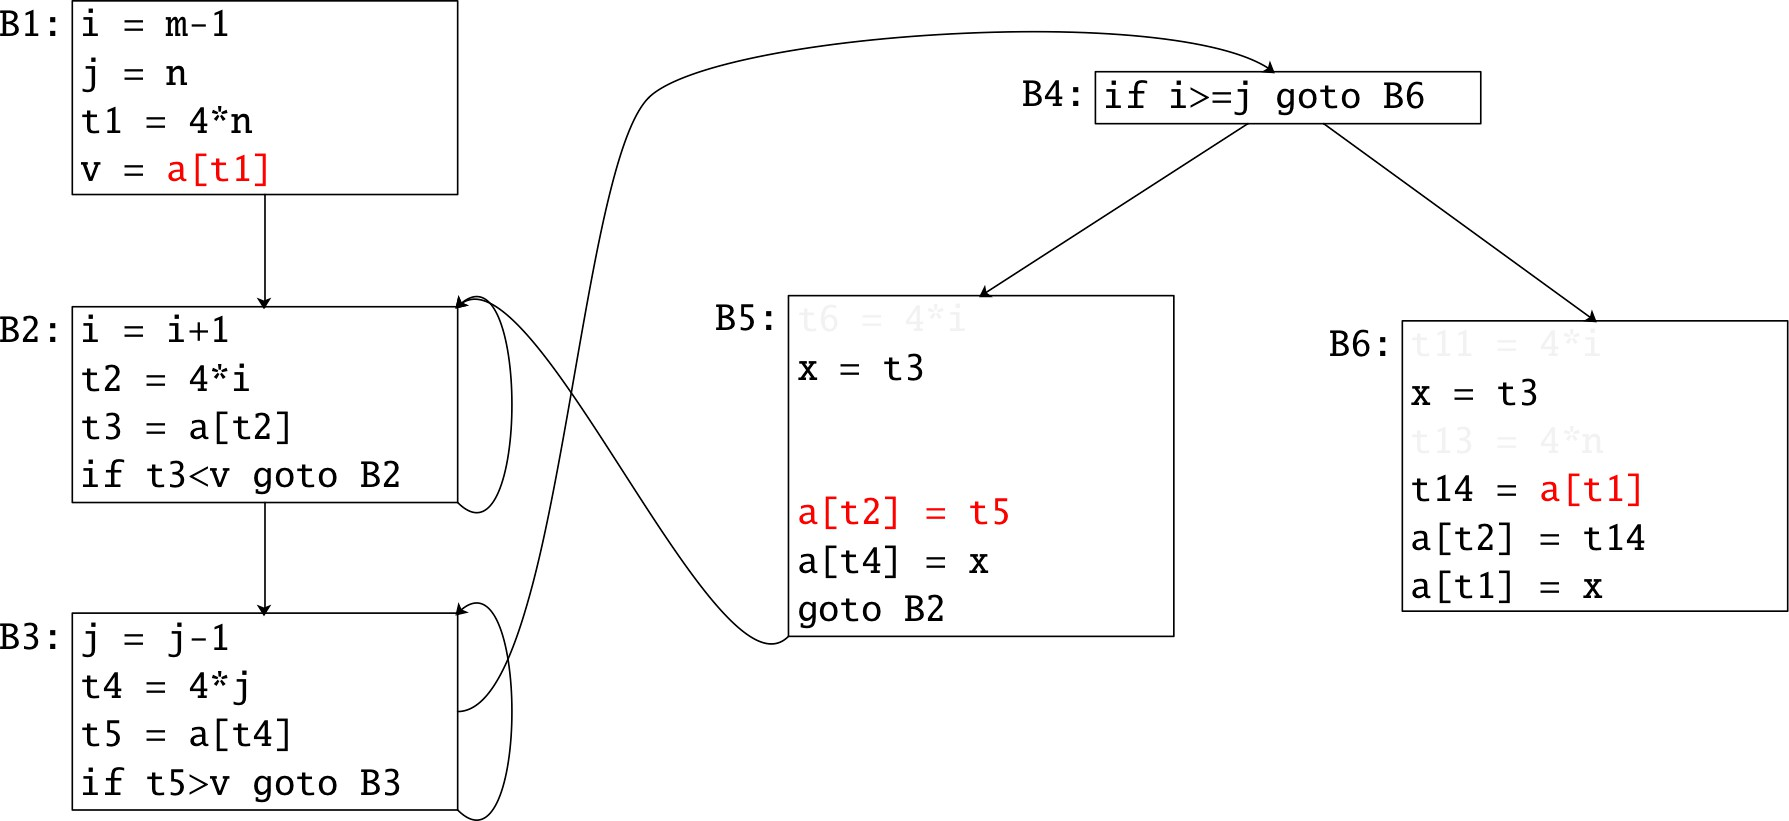 B1:
i = m-1
j = n
t1 = 4*n
v = a[t1]
B2:
i = i+1
t2 = 4*i
t3 = a[t2]
if t3<v goto B2
B3:
j = j-1
t4 = 4*j
t5 = a[t4]
if t5>v goto B3
B4:
if i>=j goto B6
B5:
t6 = 4*i
x = t3
a[t2] = t5
a[t4] = x
goto B2
B6:
t11 = 4*i
x = t3
t13 = 4*n
t14 = a[t1]
a[t2] = t14
a[t1] = x